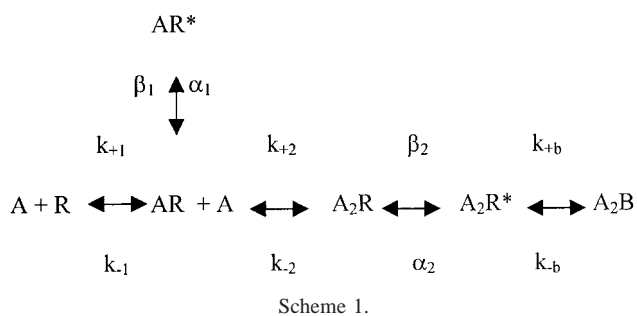 AR*
β₁ α₁
k₊₁ k₊₂ β₂ k₊b
A + R AR + A A₂R A₂R* A₂B
k₋₁ k₋₂ α₂ k₋b
Scheme 1.